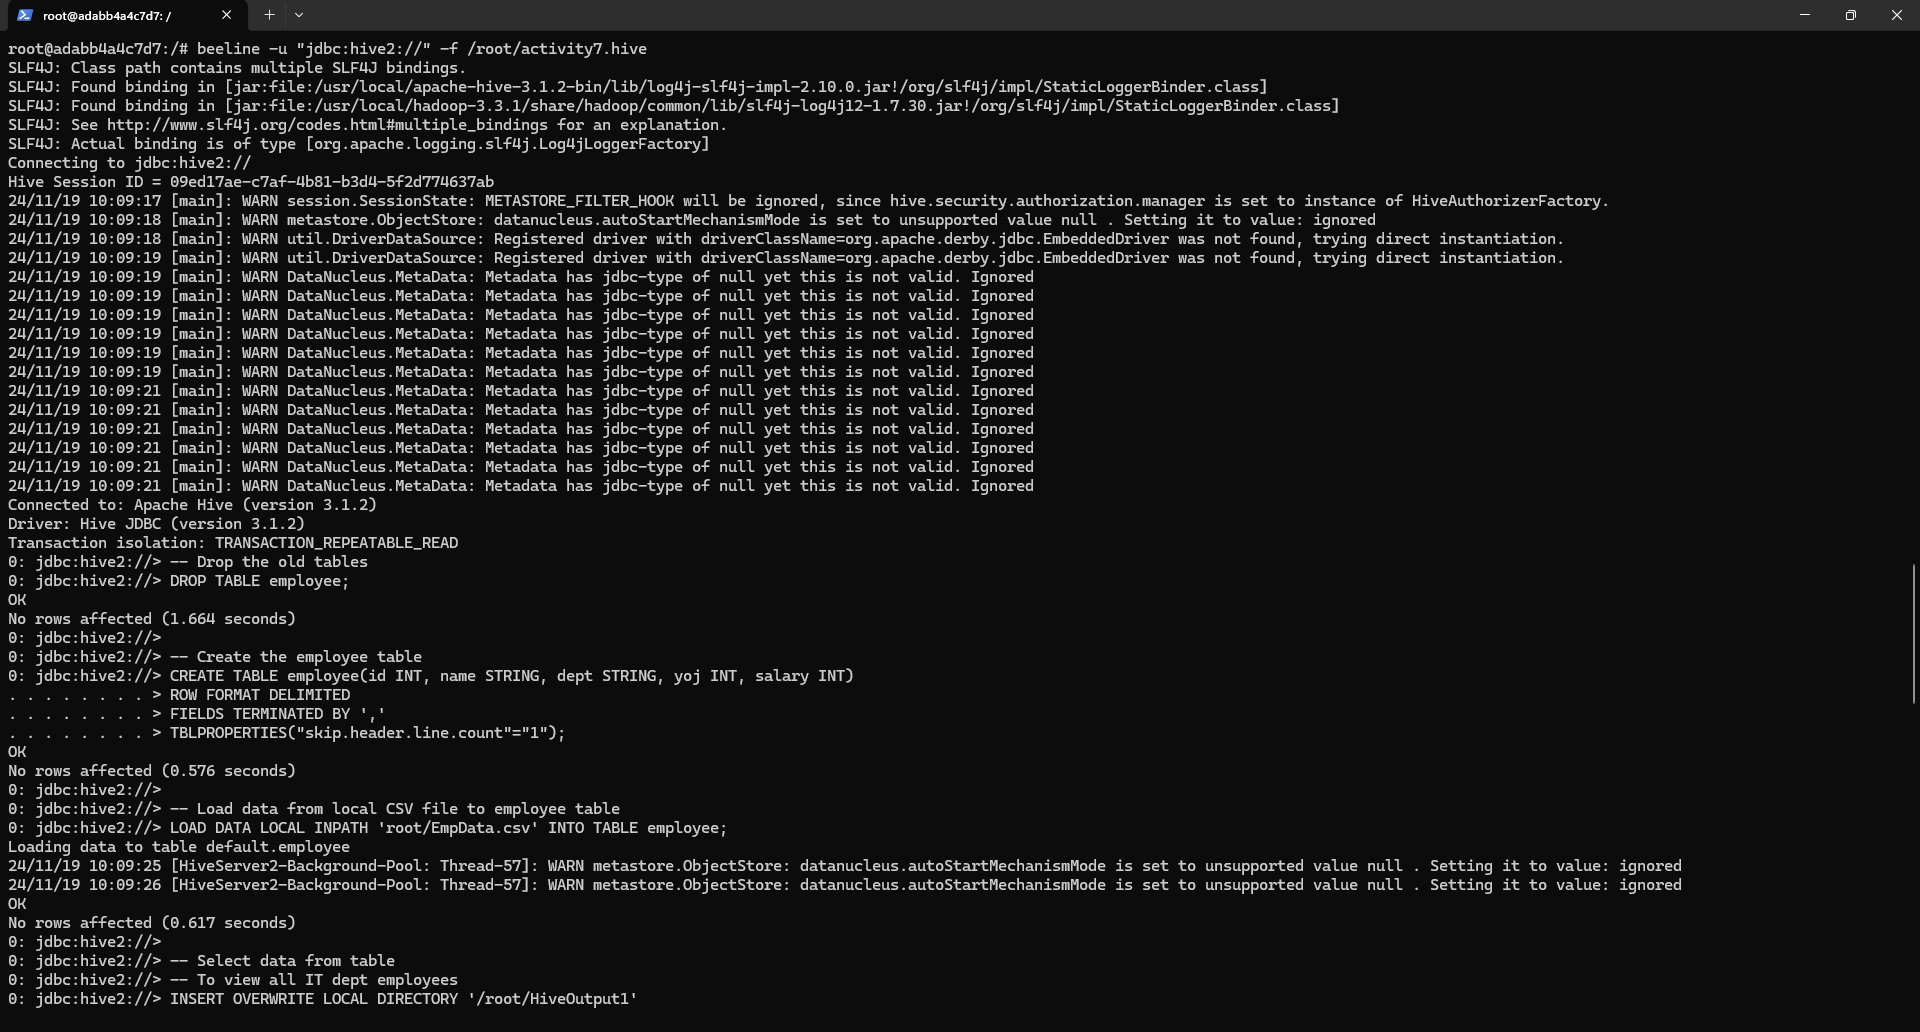 root@adabb4a4c7d7: /
root@adabb4a4c7d7:/# beeline -u "jdbc:hive2://" -f /root/activity7.hive
SLF4J: Class path contains multiple SLF4J bindings.
SLF4J: Found binding in [jar:file:/usr/local/apache-hive-3.1.2-bin/lib/log4j-slf4j-impl-2.10.0.jar!/org/slf4j/impl/StaticLoggerBinder.class]
SLF4J: Found binding in [jar:file:/usr/local/hadoop-3.3.1/share/hadoop/common/lib/slf4j-log4j12-1.7.30.jar!/org/slf4j/impl/StaticLoggerBinder.class]
SLF4J: See http://www.slf4j.org/codes.html#multiple_bindings for an explanation.
SLF4J: Actual binding is of type [org.apache.logging.slf4j.Log4jLoggerFactory]
Connecting to jdbc:hive2://
Hive Session ID = 09ed17ae-c7af-4b81-b3d4-5f2d774637ab
24/11/19 10:09:17 [main]: WARN session.SessionState: METASTORE_FILTER_HOOK will be ignored, since hive.security.authorization.manager is set to instance of HiveAuthorizerFactory.
24/11/19 10:09:18 [main]: WARN metastore.ObjectStore: datanucleus.autoStartMechanismMode is set to unsupported value null . Setting it to value: ignored
24/11/19 10:09:18 [main]: WARN util.DriverDataSource: Registered driver with driverClassName=org.apache.derby.jdbc.EmbeddedDriver was not found, trying direct instantiation.
24/11/19 10:09:19 [main]: WARN util.DriverDataSource: Registered driver with driverClassName=org.apache.derby.jdbc.EmbeddedDriver was not found, trying direct instantiation.
24/11/19 10:09:19 [main]: WARN DataNucleus.MetaData: Metadata has jdbc-type of null yet this is not valid. Ignored
24/11/19 10:09:19 [main]: WARN DataNucleus.MetaData: Metadata has jdbc-type of null yet this is not valid. Ignored
24/11/19 10:09:19 [main]: WARN DataNucleus.MetaData: Metadata has jdbc-type of null yet this is not valid. Ignored
24/11/19 10:09:19 [main]: WARN DataNucleus.MetaData: Metadata has jdbc-type of null yet this is not valid. Ignored
24/11/19 10:09:19 [main]: WARN DataNucleus.MetaData: Metadata has jdbc-type of null yet this is not valid. Ignored
24/11/19 10:09:19 [main]: WARN DataNucleus.MetaData: Metadata has jdbc-type of null yet this is not valid. Ignored
24/11/19 10:09:21 [main]: WARN DataNucleus.MetaData: Metadata has jdbc-type of null yet this is not valid. Ignored
24/11/19 10:09:21 [main]: WARN DataNucleus.MetaData: Metadata has jdbc-type of null yet this is not valid. Ignored
24/11/19 10:09:21 [main]: WARN DataNucleus.MetaData: Metadata has jdbc-type of null yet this is not valid. Ignored
24/11/19 10:09:21 [main]: WARN DataNucleus.MetaData: Metadata has jdbc-type of null yet this is not valid. Ignored
24/11/19 10:09:21 [main]: WARN DataNucleus.MetaData: Metadata has jdbc-type of null yet this is not valid. Ignored
24/11/19 10:09:21 [main]: WARN DataNucleus.MetaData: Metadata has jdbc-type of null yet this is not valid. Ignored
Connected to: Apache Hive (version 3.1.2)
Driver: Hive JDBC (version 3.1.2)
Transaction isolation: TRANSACTION_REPEATABLE_READ
0: jdbc:hive2://> -- Drop the old tables
0: jdbc:hive2://> DROP TABLE employee;
OK
No rows affected (1.664 seconds)
0: jdbc:hive2://>
0: jdbc:hive2://> -- Create the employee table
0: jdbc:hive2://> CREATE TABLE employee(id INT, name STRING, dept STRING, yoj INT, salary INT)
. . . . . . . . > ROW FORMAT DELIMITED
. . . . . . . . > FIELDS TERMINATED BY ','
. . . . . . . . > TBLPROPERTIES("skip.header.line.count"="1");
OK
No rows affected (0.576 seconds)
0: jdbc:hive2://>
0: jdbc:hive2://> -- Load data from local CSV file to employee table
0: jdbc:hive2://> LOAD DATA LOCAL INPATH 'root/EmpData.csv' INTO TABLE employee;
Loading data to table default.employee
24/11/19 10:09:25 [HiveServer2-Background-Pool: Thread-57]: WARN metastore.ObjectStore: datanucleus.autoStartMechanismMode is set to unsupported value null . Setting it to value: ignored
24/11/19 10:09:26 [HiveServer2-Background-Pool: Thread-57]: WARN metastore.ObjectStore: datanucleus.autoStartMechanismMode is set to unsupported value null . Setting it to value: ignored
OK
No rows affected (0.617 seconds)
0: jdbc:hive2://>
0: jdbc:hive2://> -- Select data from table
0: jdbc:hive2://> -- To view all IT dept employees
0: jdbc:hive2://> INSERT OVERWRITE LOCAL DIRECTORY '/root/HiveOutput1'